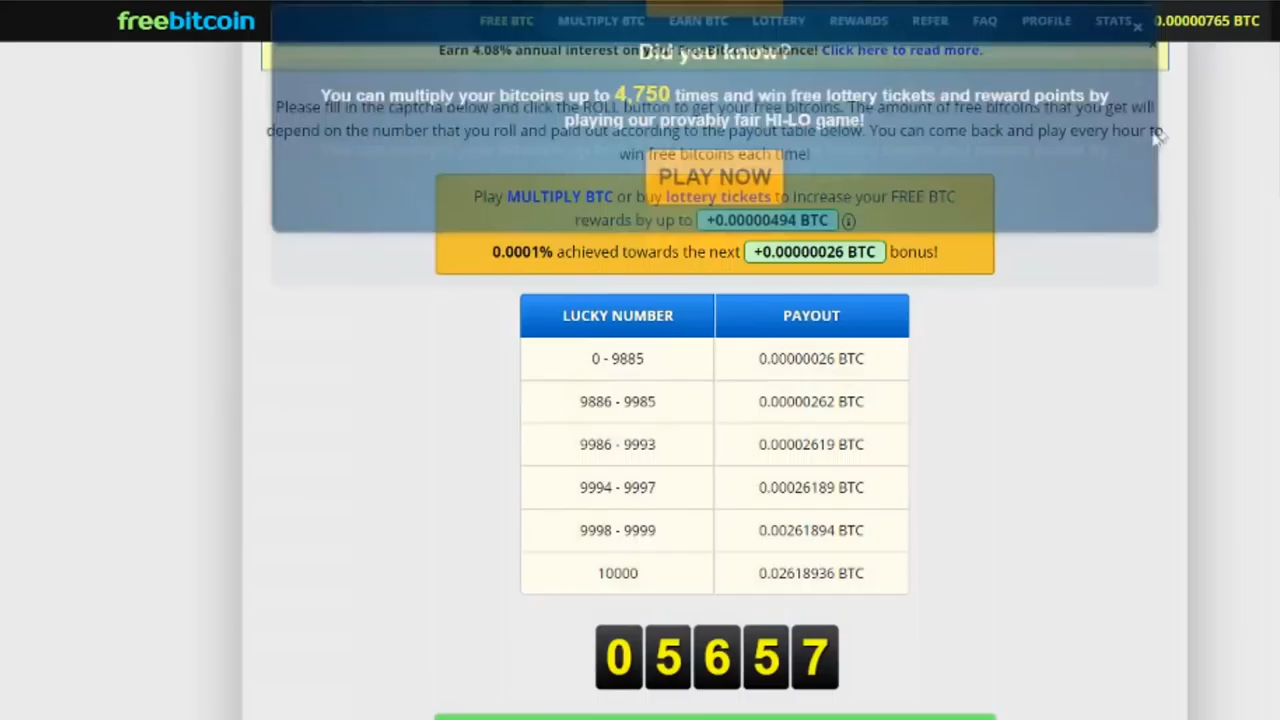 freebitcoin
FREE BTC MULTIPLY BTC EARN BTC LOTTERY REWARDS REFER FAQ PROFILE STATS 0.00000765 BTC
Earn 4.08% annual interest on your FreeBitco.in balance! Click here to read more.
Did you know?
You can multiply your bitcoins up to 4,750 times and win free lottery tickets and reward points by
playing our provably fair HI-LO game!
PLAY NOW
Please fill in the captcha below and click the ROLL button to get your free bitcoins. The amount of free bitcoins that you get will
depend on the number that you roll and paid out according to the payout table below. You can come back and play every hour to
win free bitcoins each time!
Play MULTIPLY BTC or buy lottery tickets to increase your FREE BTC
rewards by up to +0.00000494 BTC
0.0001% achieved towards the next +0.00000026 BTC bonus!
LUCKY NUMBER PAYOUT
0 - 9885 0.00000026 BTC
9886 - 9985 0.00000262 BTC
9986 - 9993 0.00002619 BTC
9994 - 9997 0.00026189 BTC
9998 - 9999 0.00261894 BTC
10000 0.02618936 BTC
0 5 6 5 7